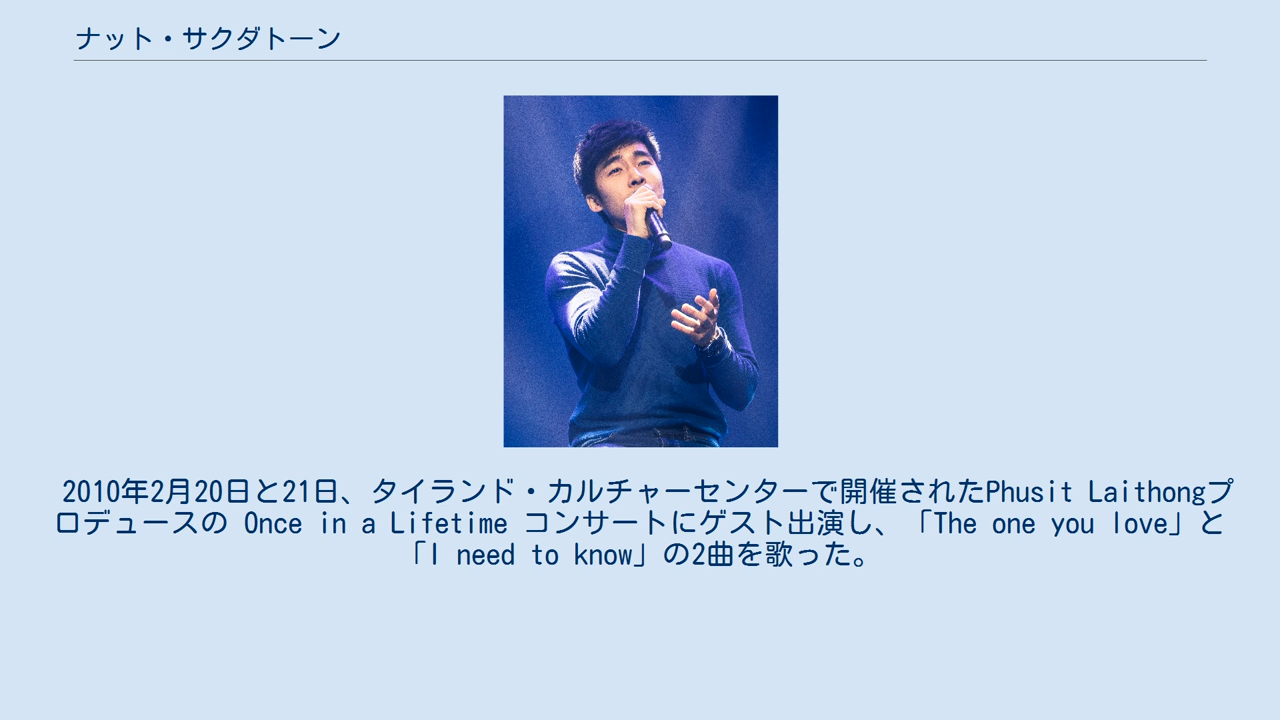 ナット・サクダトーン
2010年2月20日と21日、タイランド・カルチャーセンターで開催されたPhusit Laithongプ
ロデュースの Once in a Lifetime コンサートにゲスト出演し、「The one you love」と
「I need to know」の2曲を歌った。